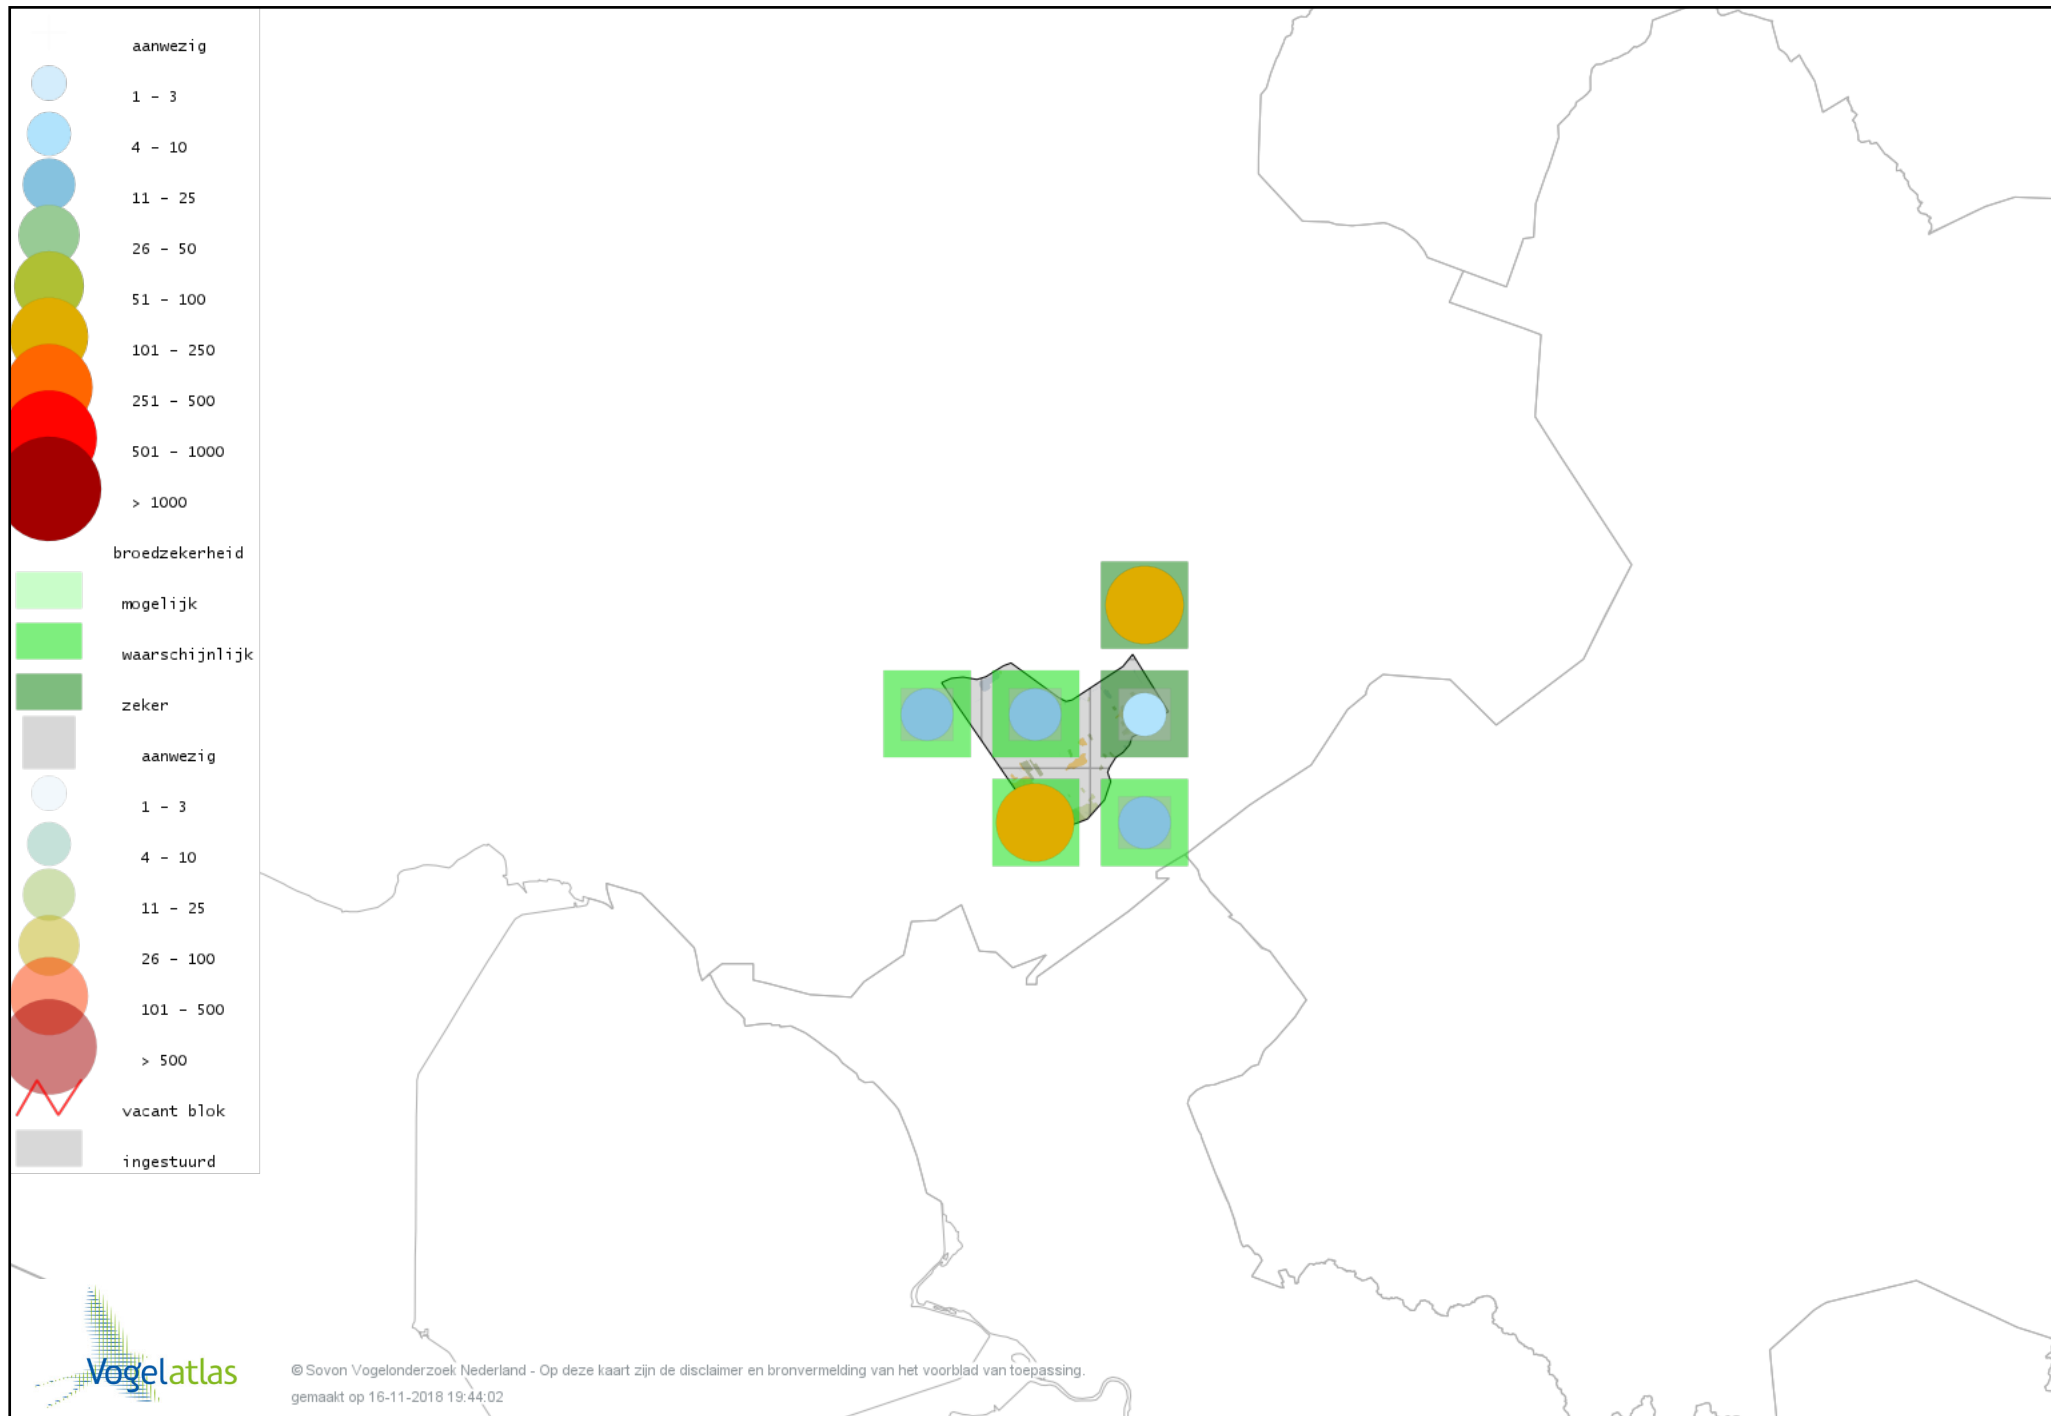 aanwezig
1 - 3
4 - 10
11 - 25
26 - 50
51 - 100
101 - 250
251 - 500
501 - 1000
> 1000
broedzekerheid
mogelijk
waarschijnlijk
zeker
aanwezig
1 - 3
4 - 10
11 - 25
26 - 100
101 - 500
> 500
vacant blok
ingestuurd
Vogelatlas
© Sovon Vogelonderzoek Nederland - Op deze kaart zijn de disclaimer en bronvermelding van het voorblad van toepassing.
gemaakt op 16-11-2018 19:44:02